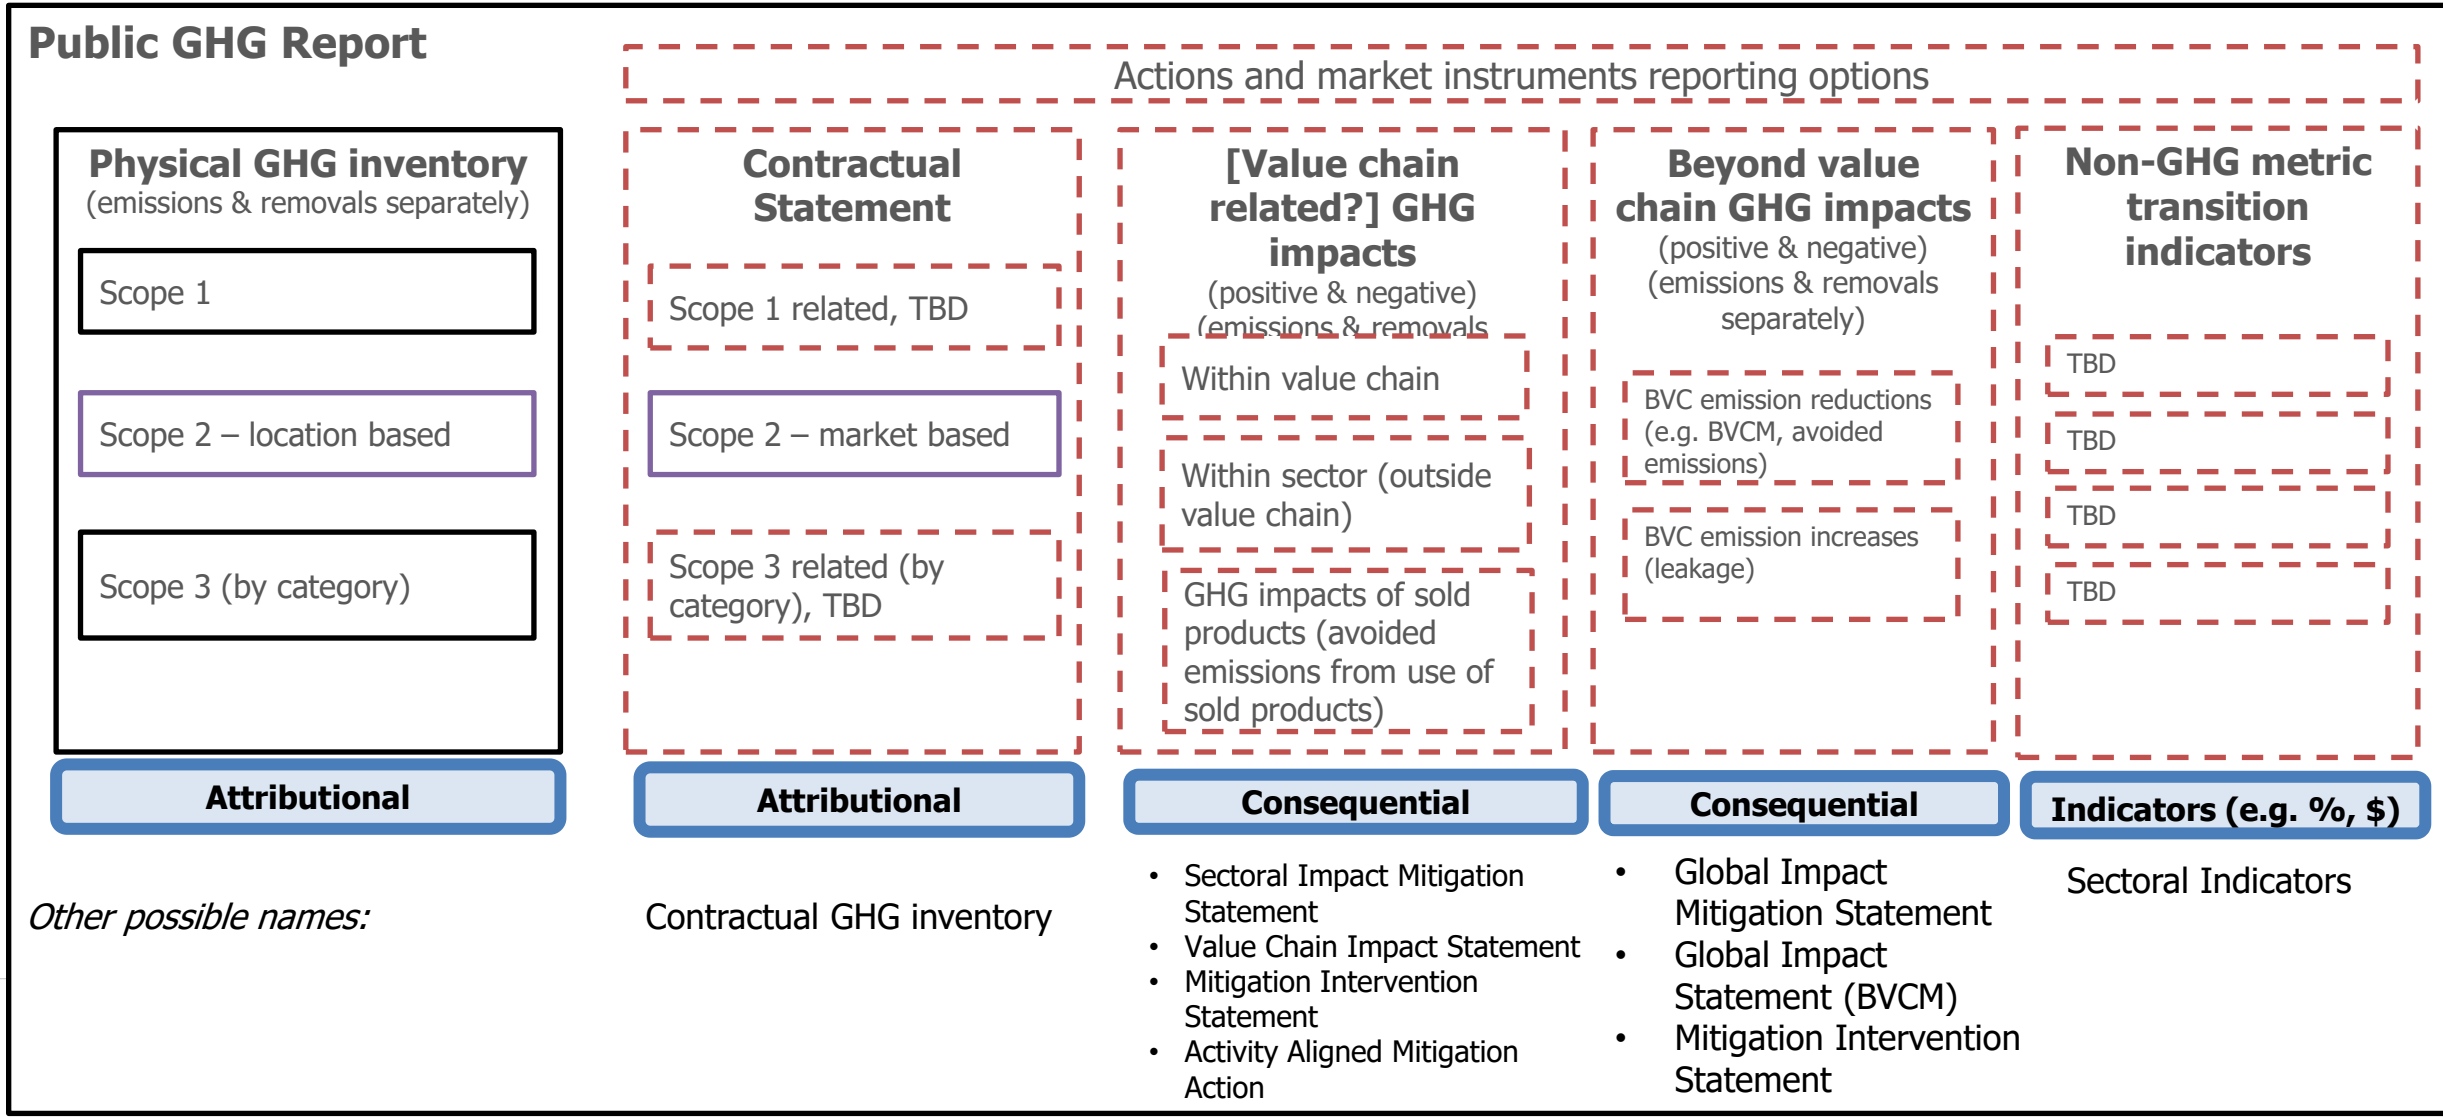 Public GHG Report
Actions and market instruments reporting options
Physical GHG inventory
(emissions & removals separately)
Scope 1
Scope 2 – location based
Scope 3 (by category)
Attributional
Contractual
Statement
Scope 1 related, TBD
Scope 2 – market based
Scope 3 related (by
category), TBD
Attributional
[Value chain
related?] GHG
impacts
(positive & negative)
(emissions & removals
Within value chain
Within sector (outside
value chain)
GHG impacts of sold
products (avoided
emissions from use of
sold products)
Consequential
Beyond value
chain GHG impacts
(positive & negative)
(emissions & removals
separately)
BVC emission reductions
(e.g. BVCM, avoided
emissions)
BVC emission increases
(leakage)
Consequential
Non-GHG metric
transition
indicators
TBD
TBD
TBD
TBD
Indicators (e.g. %, $)
Other possible names:
Contractual GHG inventory
• Sectoral Impact Mitigation
Statement
• Value Chain Impact Statement
• Mitigation Intervention
Statement
• Activity Aligned Mitigation
Action
• Global Impact
Mitigation Statement
• Global Impact
Statement (BVCM)
• Mitigation Intervention
Statement
Sectoral Indicators